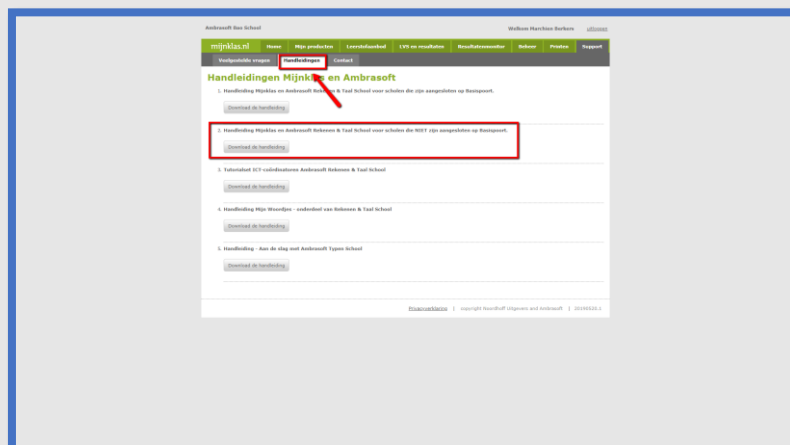 Ambrasoft Bas School
Welkom Marchien Berkers uitloggen
mijnklas.nl Home Mijn producten Leerstofaanbod LVS en resultaten Resultatenmonitor Beheer Printen Support
Veelgestelde vragen Handleidingen Contact
Handleidingen Mijnklas en Ambrasoft
1. Handleiding Mijnklas en Ambrasoft Rekenen & Taal School voor scholen die zijn aangesloten op Basispoort.
Download de handleiding
2. Handleiding Mijnklas en Ambrasoft Rekenen & Taal School voor scholen die NIET zijn aangesloten op Basispoort.
Download de handleiding
3. Tutorialset ICT-coördinatoren Ambrasoft Rekenen & Taal School
Download de handleiding
4. Handleiding Mijn Woordjes - onderdeel van Rekenen & Taal School
Download de handleiding
5. Handleiding - Aan de slag met Ambrasoft Typen School
Download de handleiding
Privacyverklaring | copyright Noordhoff Uitgevers and Ambrasoft |